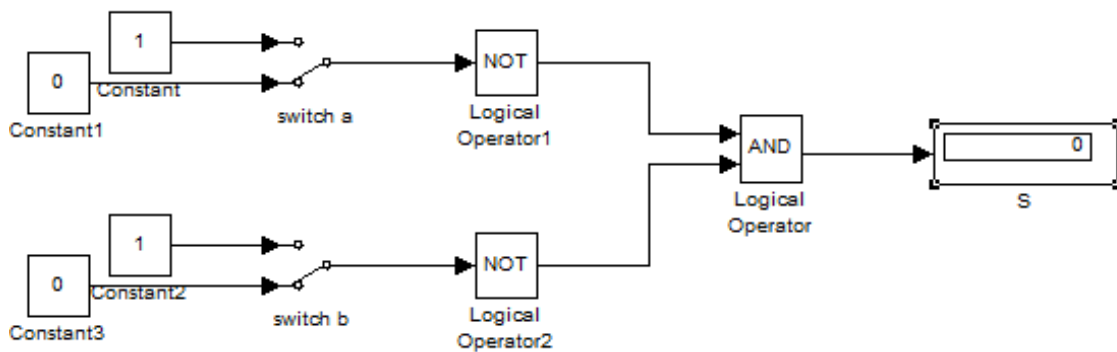 1
Constant
0
Constant1
switch a
NOT
Logical
Operator1
AND
Logical
Operator
0
S
1
Constant2
0
Constant3
switch b
NOT
Logical
Operator2